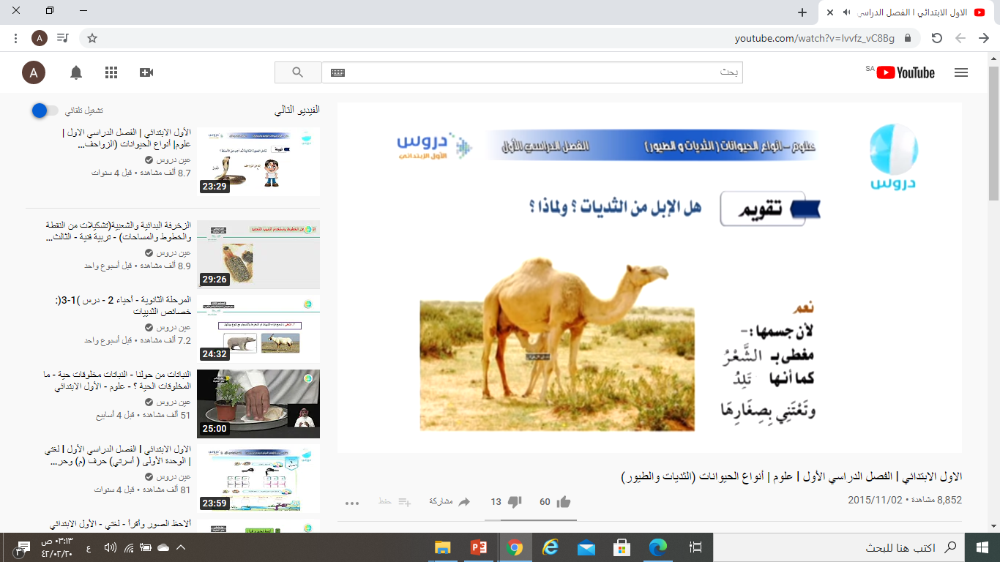 الاول الابتدائي | الفصل الدراسي
youtube.com/watch?v=lvvfz_vC8Bg
A
YouTube SA
بحث
A
علوم – أنواع الحيوانات ( الثديات و الطيور)
الفصل الدراسي الأول
دروس
الأول الابتدائي
دروس
تقويم
هل الإبل من الثديات ؟ ولماذا ؟
نعم
لأن جسمها :-
مغطى بـ الشَّعْرُ
كما أنها تَلِدُ
وتَعْتَنِي بِصِغَارِهَا
الاول الابتدائي | الفصل الدراسي الأول | علوم | أنواع الحيوانات (الثديات والطيور)
8,852 مشاهدة • 2015/11/02
60
13
مشاركة
حفظ
الفيديو التالي
تشغيل تلقائي
الأول الابتدائي | الفصل الدراسي الاول |
علوم| أنواع الحيوانات (الزواحف...
عين دروس
8.7 ألف مشاهدة • قبل 4 سنوات
23:29
الزخرفة البدائية والشعبية(تشكيلات من النقطة
والخطوط والمساحات) - تربية فنية - الثالث...
عين دروس
8.9 ألف مشاهدة • قبل أسبوع واحد
29:26
المرحلة الثانوية - أحياء 2 - درس )1-3(:
خصائص الثدييات
عين دروس
7.2 ألف مشاهدة • قبل أسبوع واحد
24:32
النباتات من حولنا - النباتات مخلوقات حية - ما
المخلوقات الحية ؟ - علوم - الأول الابتدائي
عين دروس
51 ألف مشاهدة • قبل 4 أسابيع
25:00
الاول الابتدائي | الفصل الدراسي الأول | لغتي
| الوحدة الأولى ( أسرتي) حرف (م) وحر...
عين دروس
81 ألف مشاهدة • قبل 4 سنوات
23:59
ألاحظ الصور وأقرأ - لغتي - الأول الابتدائي
اكتب هنا للبحث
ع
٠٣:١٣ ص
٤٢/٠٢/٢٠
٣